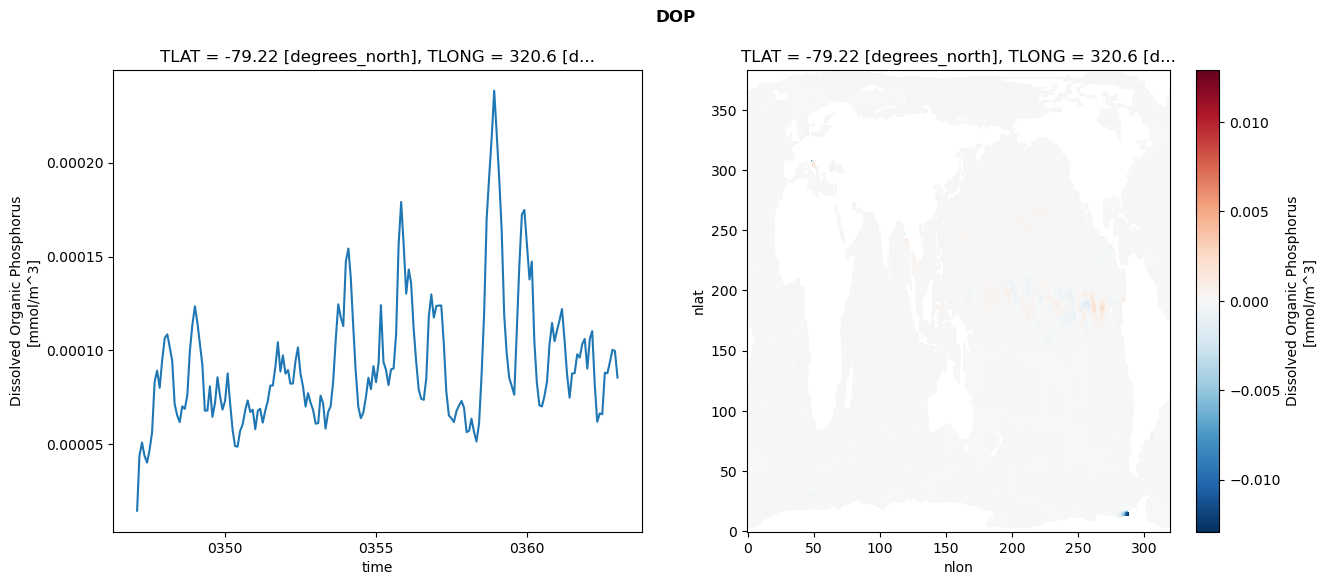 DOP
TLAT = -79.22 [degrees_north], TLONG = 320.6 [d...
Dissolved Organic Phosphorus
[mmol/m^3]
0.00020
0.00015
0.00010
0.00005
0350
0355
0360
time
TLAT = -79.22 [degrees_north], TLONG = 320.6 [d...
nlat
350
300
250
200
150
100
50
0
0
50
100
150
200
250
300
nlon
0.010
0.005
0.000
−0.005
−0.010
Dissolved Organic Phosphorus
[mmol/m^3]